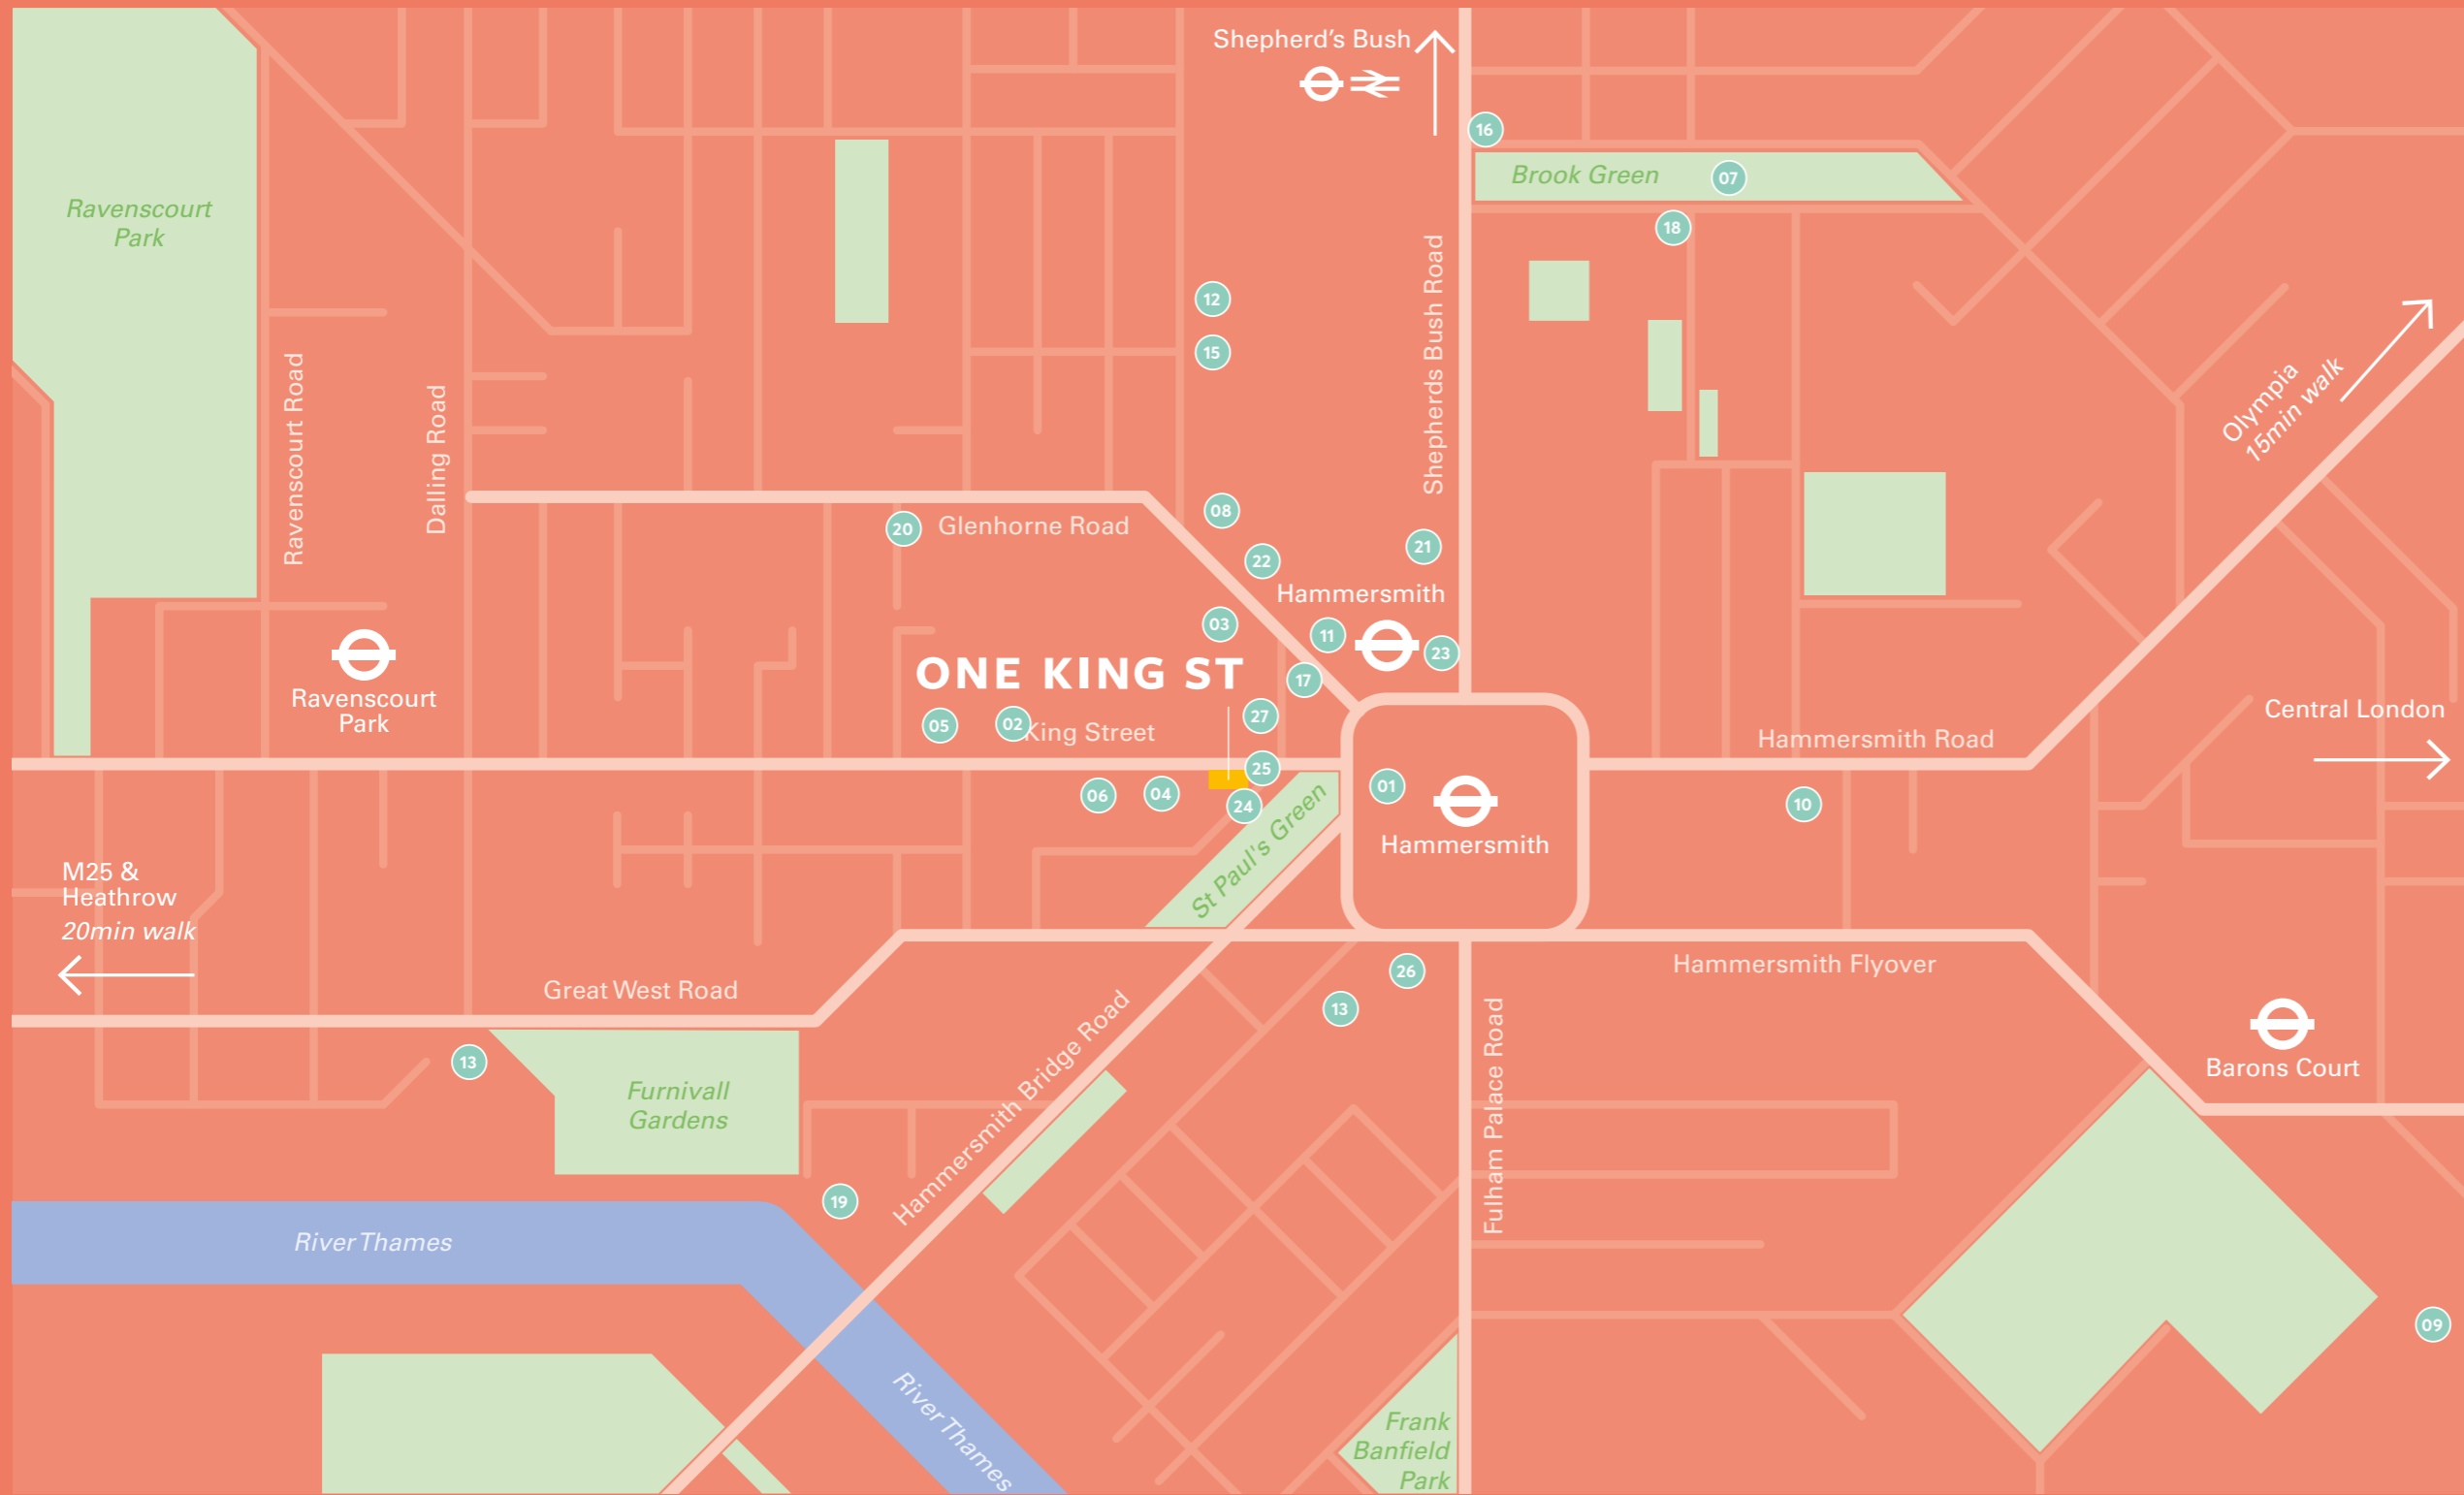 Shepherd's Bush
16
Brook Green
07
Ravenscourt
Park
18
Shepherds Bush Road
12
15
Ravenscourt Road
Dalling Road
Olympia
15min walk
08
20
Glenhorne Road
21
22
Hammersmith
03
11
23
ONE KING ST
17
Ravenscourt
Park
05
02
King Street
27
Hammersmith Road
Central London
25
01
06
04
24
10
St Paul's Green
Hammersmith
M25 &
Heathrow
20min walk
Hammersmith Flyover
26
Great West Road
13
Hammersmith Bridge Road
Fulham Palace Road
13
Barons Court
Furnivall
Gardens
19
River Thames
09
River Thames
Frank
Banfield
Park